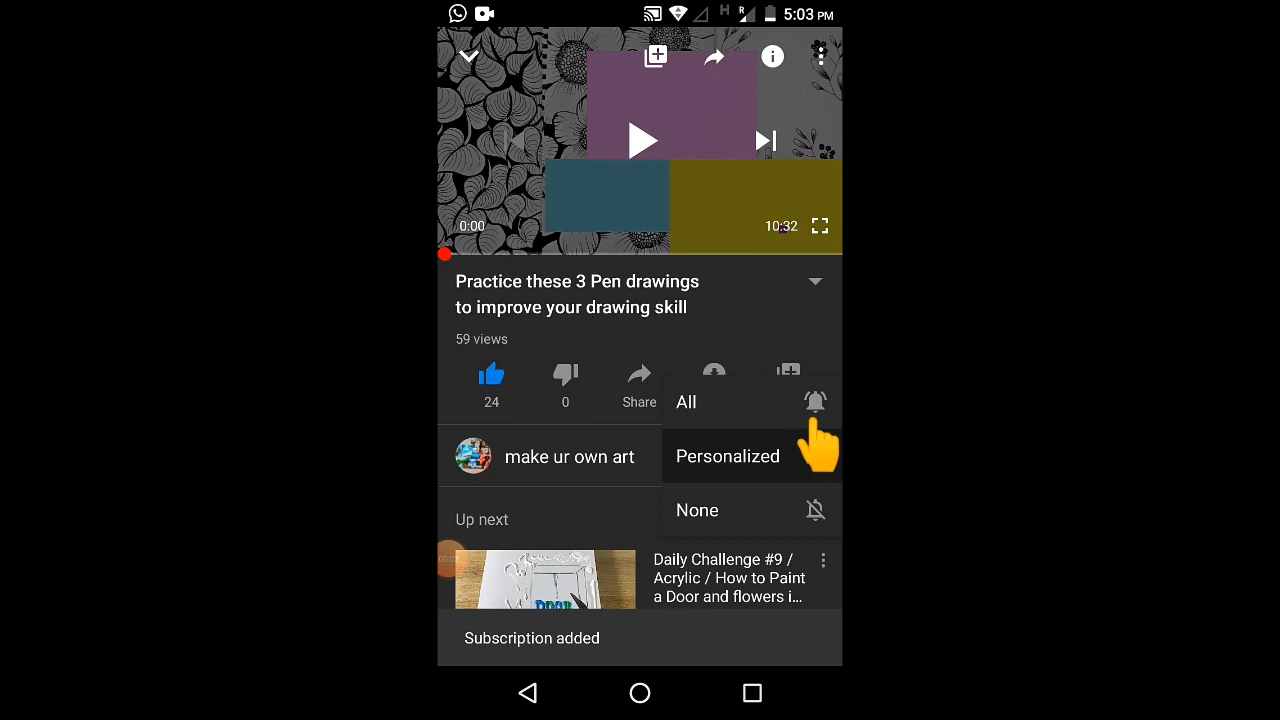 H R 5:03 PM
0:00 10:32
Practice these 3 Pen drawings
to improve your drawing skill
59 views
24 0 Share
All
make ur own art
Personalized
None
Up next
Daily Challenge #9 /
Acrylic / How to Paint
a Door and flowers i...
Subscription added